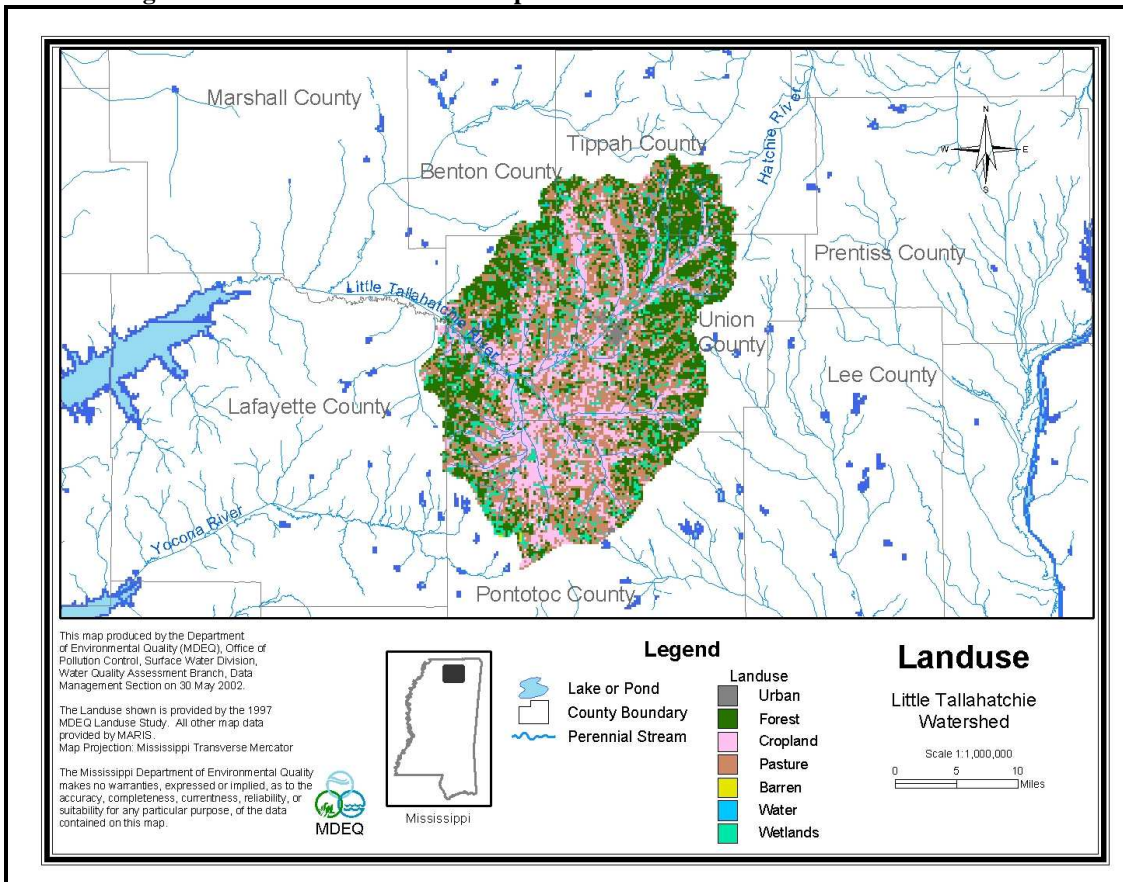 Marshall County
Tippah County
Hatchie River
Benton County
N
W
E
S
Prentiss County
Little Tallahatchie River
Union
County
Lee County
Lafayette County
Yocona River
Pontotoc County
This map produced by the Department
of Environmental Quality (MDEQ), Office of
Pollution Control, Surface Water Division,
Water Quality Assessment Branch, Data
Management Section on 30 May 2002.
The Landuse shown is provided by the 1997
MDEQ Landuse Study. All other map data
provided by MARIS.
Map Projection: Mississippi Transverse Mercator
The Mississippi Department of Environmental Quality
makes no warranties, expressed or implied, as to the
accuracy, completeness, currentness, reliability, or
suitability for any particular purpose, of the data
contained on this map.
MDEQ
Mississippi
Legend
Lake or Pond
County Boundary
Perennial Stream
Landuse
Urban
Forest
Cropland
Pasture
Barren
Water
Wetlands
Landuse
Little Tallahatchie
Watershed
Scale 1:1,000,000
0 5 10
Miles